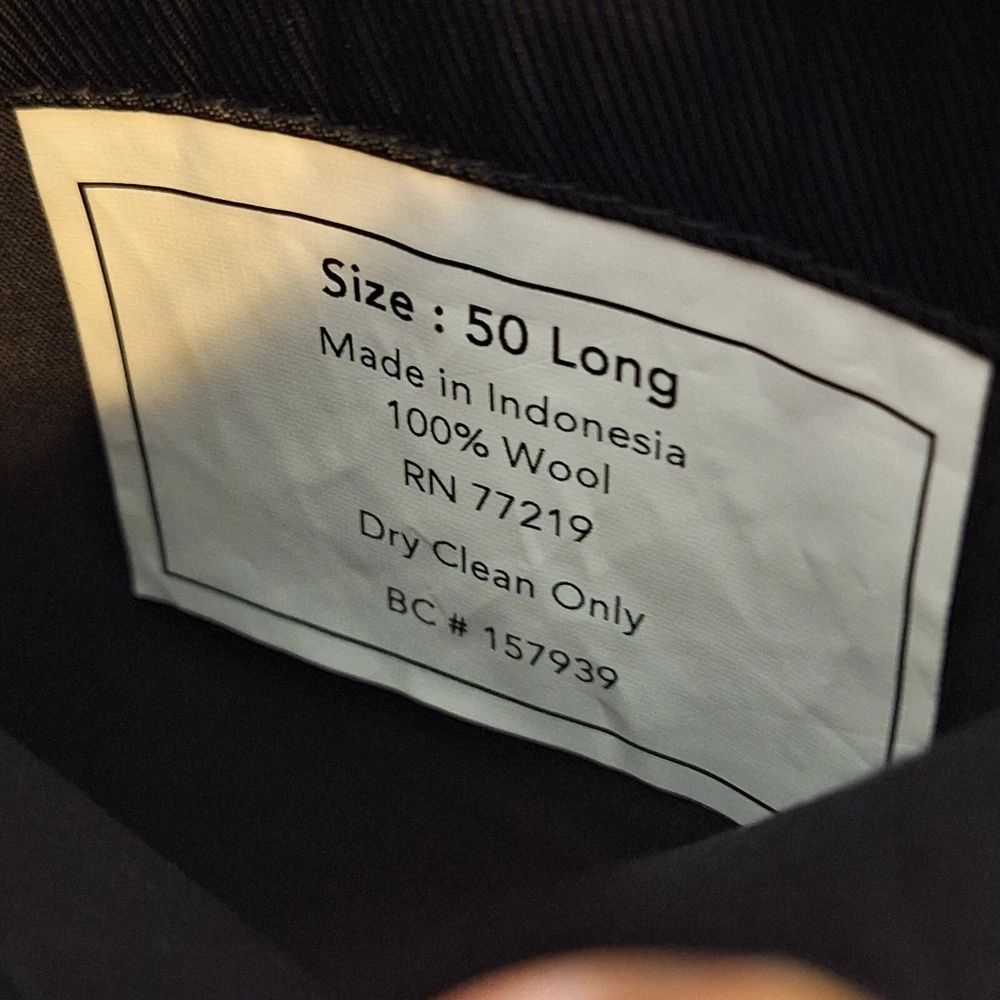 Size : 50 Long
Made in Indonesia
100% Wool
RN 77219
Dry Clean Only
BC # 157939